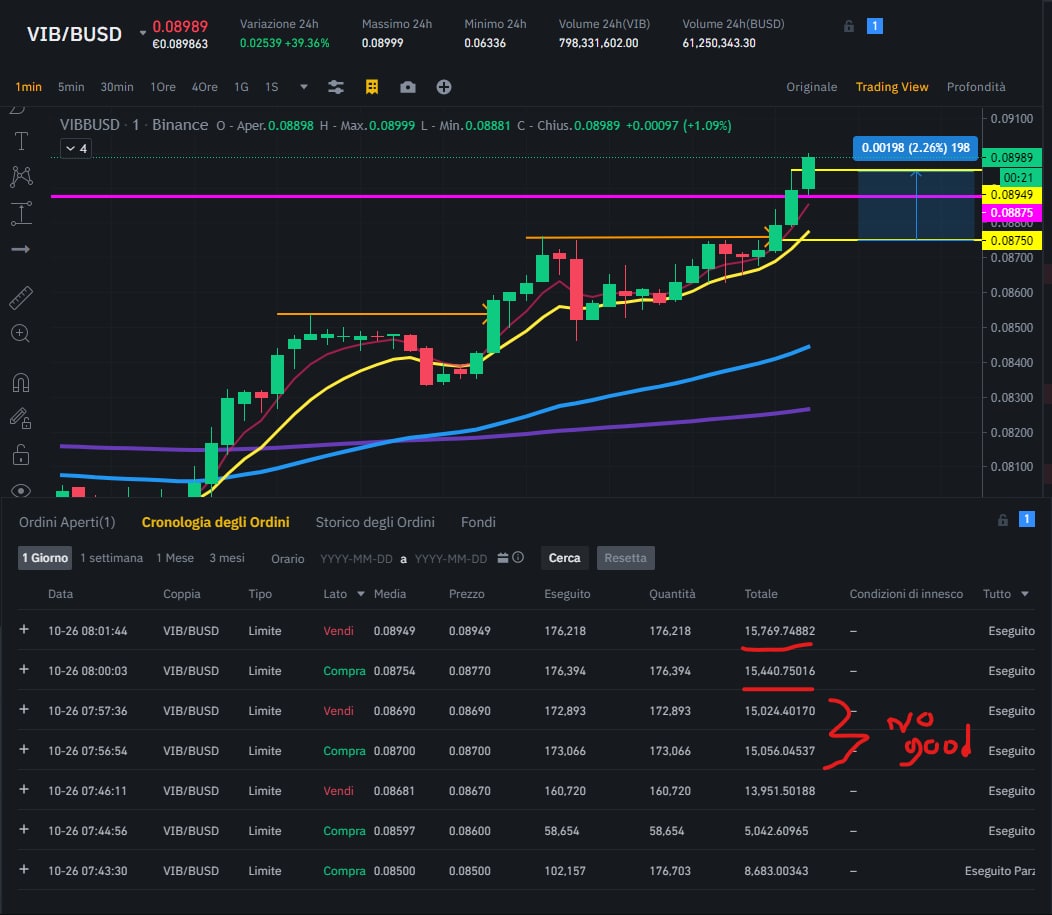 VIB/BUSD
0.08989
€0.089863
Variazione 24h
0.02539 +39.36%
Massimo 24h
0.08999
Minimo 24h
0.06336
Volume 24h(VIB)
798,331,602.00
Volume 24h(BUSD)
61,250,343.30
1
1min 5min 30min 1Ore 4Ore 1G 1S
Originale Trading View Profondità
VIBBUSD · 1 · Binance O - Aper.0.08898 H - Max.0.08999 L - Min.0.08881 C - Chius.0.08989 +0.00097 (+1.09%)
4
0.00198 (2.26%) 198
0.09100
0.08989
00:21
0.08949
0.08875
0.08800
0.08750
0.08700
0.08600
0.08500
0.08400
0.08300
0.08200
0.08100
Ordini Aperti(1) Cronologia degli Ordini Storico degli Ordini Fondi
1
1 Giorno 1 settimana 1 Mese 3 mesi Orario YYYY-MM-DD a YYYY-MM-DD Cerca Resetta
Data Coppia Tipo Lato Media Prezzo Eseguito Quantità Totale Condizioni di innesco Tutto
+ 10-26 08:01:44 VIB/BUSD Limite Vendi 0.08949 0.08949 176,218 176,218 15,769.74882 – Eseguito
+ 10-26 08:00:03 VIB/BUSD Limite Compra 0.08754 0.08770 176,394 176,394 15,440.75016 – Eseguito
+ 10-26 07:57:36 VIB/BUSD Limite Vendi 0.08690 0.08690 172,893 172,893 15,024.40170 – Eseguito
+ 10-26 07:56:54 VIB/BUSD Limite Compra 0.08700 0.08700 173,066 173,066 15,056.04537 – Eseguito
No
good
+ 10-26 07:46:11 VIB/BUSD Limite Vendi 0.08681 0.08670 160,720 160,720 13,951.50188 – Eseguito
+ 10-26 07:44:56 VIB/BUSD Limite Compra 0.08597 0.08600 58,654 58,654 5,042.60965 – Eseguito
+ 10-26 07:43:30 VIB/BUSD Limite Compra 0.08500 0.08500 102,157 176,703 8,683.00343 – Eseguito Parz